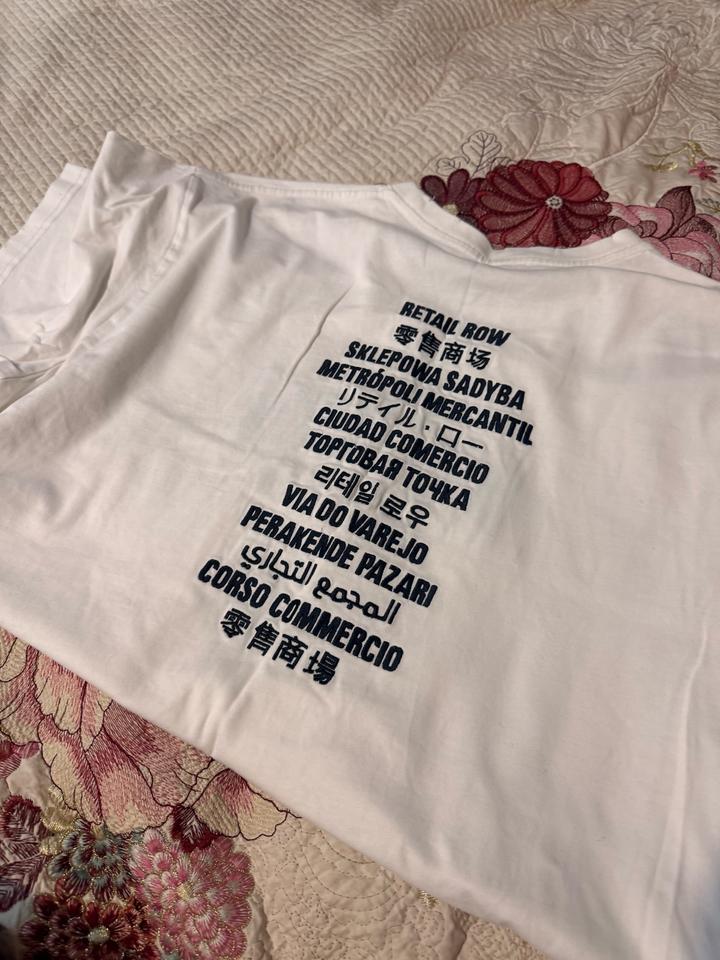 RETAIL ROW
零售商场
SKLEPOWA SADYBA
METRÓPOLI MERCANTIL
リテイル・ロー
CIUDAD COMERCIO
ТОРГОВАЯ ТОЧКА
리테일 로우
VIA DO VAREJO
PERAKENDE PAZARI
المجمع التجاري
CORSO COMMERCIO
零售商場